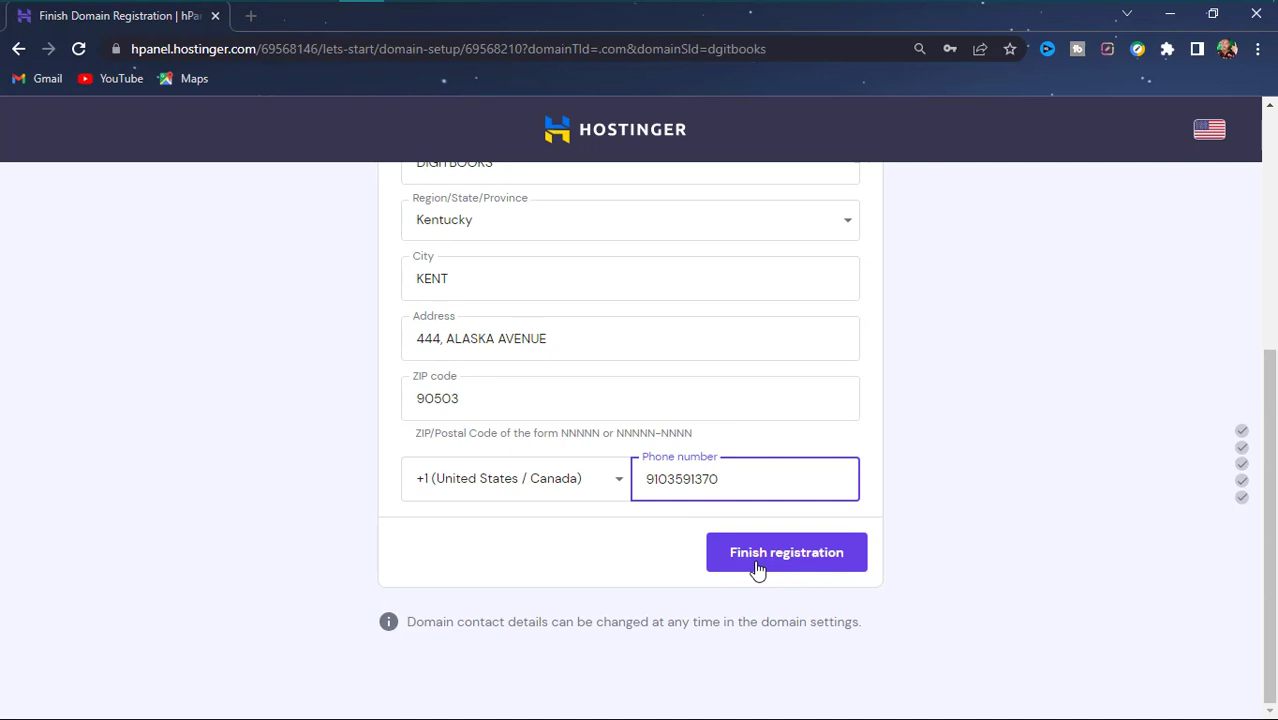 Finish Domain Registration | hPa
hpanel.hostinger.com/69568146/lets-start/domain-setup/69568210?domainTld=.com&domainSld=dgitbooks
Gmail YouTube Maps
HOSTINGER
DIGITBOOKS
Region/State/Province
Kentucky
City
KENT
Address
444, ALASKA AVENUE
ZIP code
90503
ZIP/Postal Code of the form NNNNN or NNNNN-NNNN
Phone number
+1 (United States / Canada) 9103591370
Finish registration
Domain contact details can be changed at any time in the domain settings.